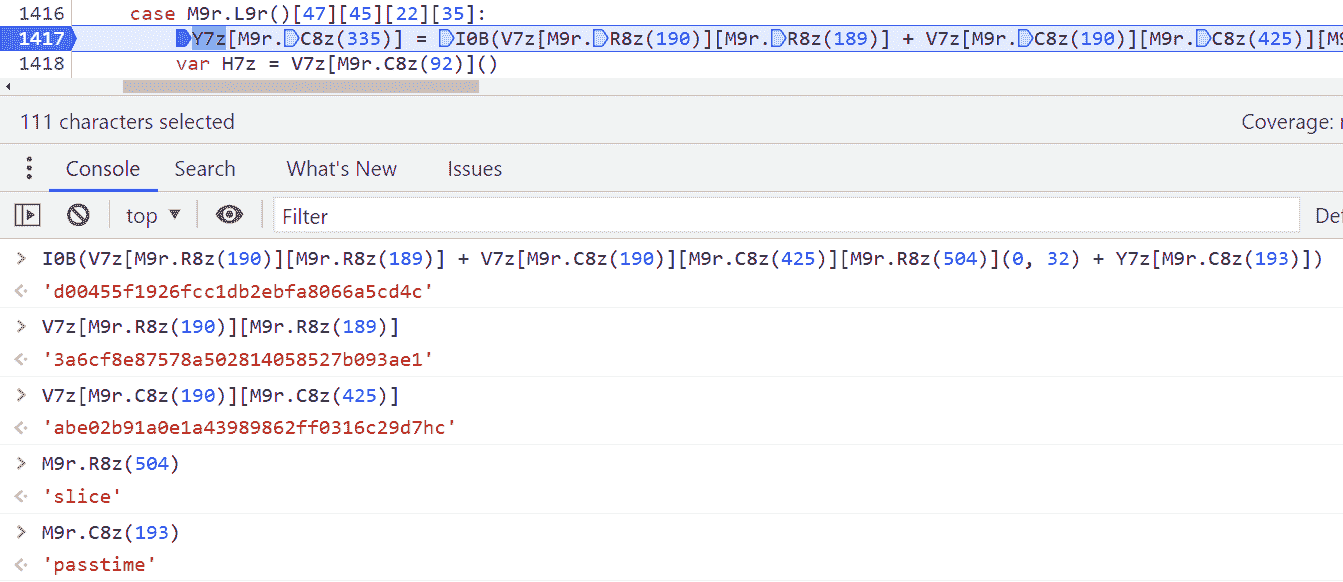 1416 case M9r.L9r()[47][45][22][35]:
1417 Y7z[M9r.C8z(335)] = I0B(V7z[M9r.R8z(190)][M9r.R8z(189)] + V7z[M9r.C8z(190)][M9r.C8z(425)][M9
1418 var H7z = V7z[M9r.C8z(92)]()
111 characters selected Coverage:
Console Search What's New Issues
top Filter
> I0B(V7z[M9r.R8z(190)][M9r.R8z(189)] + V7z[M9r.C8z(190)][M9r.C8z(425)][M9r.R8z(504)](0, 32) + Y7z[M9r.C8z(193)])
'd00455f1926fcc1db2ebfa8066a5cd4c'
> V7z[M9r.R8z(190)][M9r.R8z(189)]
'3a6cf8e87578a502814058527b093ae1'
> V7z[M9r.C8z(190)][M9r.C8z(425)]
'abe02b91a0e1a43989862ff0316c29d7hc'
> M9r.R8z(504)
'slice'
> M9r.C8z(193)
'passtime'